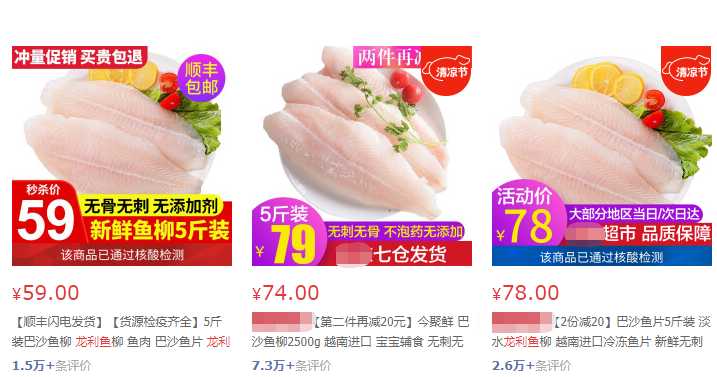 冲量促销 买贵包退
顺丰
包邮
秒杀价
59
无骨无刺 无添加剂
新鲜鱼柳5斤装
该商品已通过核酸检测
¥59.00
【顺丰闪电发货】【货源检疫齐全】5斤
装巴沙鱼柳 龙利鱼柳 鱼肉 巴沙鱼片 龙利
1.5万+条评价
两件再减
清凉节
5斤装
¥79
无刺无骨 不泡药无添加
七仓发货
¥74.00
【第二件再减20元】今聚鲜 巴
沙鱼柳2500g 越南进口 宝宝辅食 无刺无
7.3万+条评价
清凉节
活动价
¥78
大部分地区当日/次日达
超市 品质保障
该商品已通过核酸检测
¥78.00
【2份减20】巴沙鱼片5斤装 淡
水龙利鱼柳 越南进口冷冻鱼片 新鲜无刺
2.6万+条评价